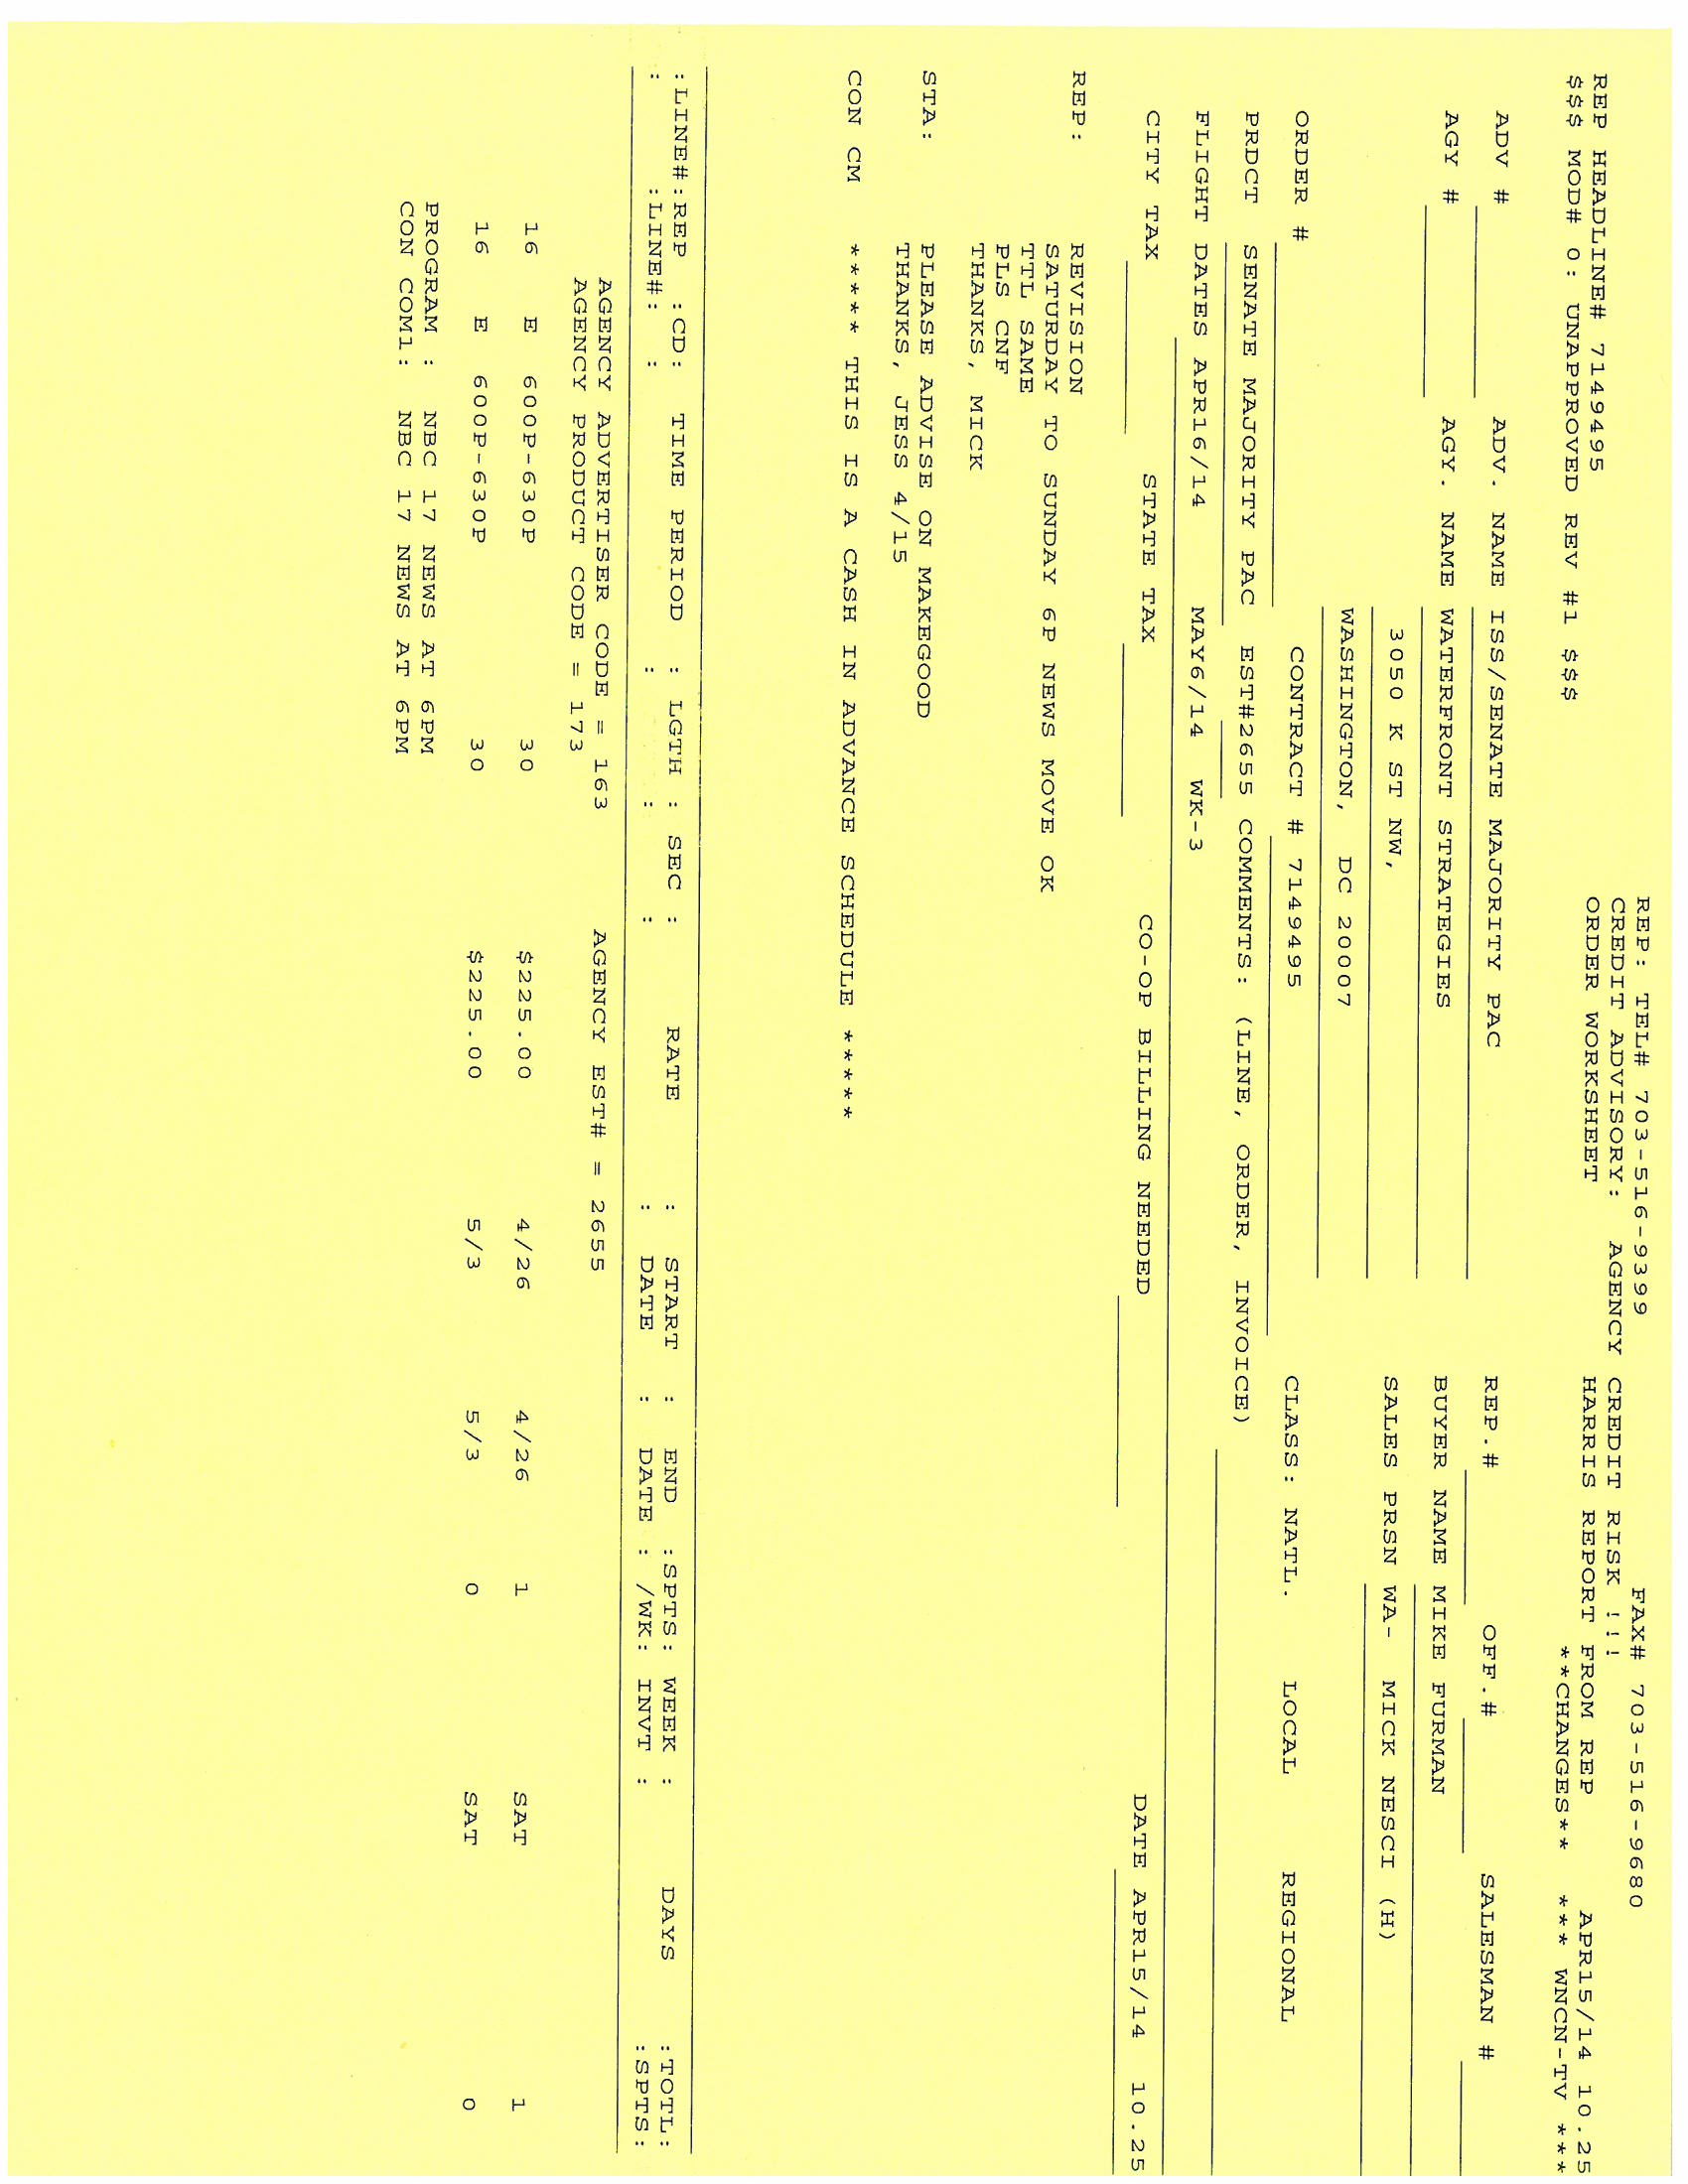 REP: TEL# 703-516-9399 FAX# 703-516-9680
CREDIT ADVISORY: AGENCY CREDIT RISK !!!
ORDER WORKSHEET HARRIS REPORT FROM REP APR15/14 10.25
REP HEADLINE# 7149495 **CHANGES** *** WNCN-TV ***
$$$ MOD# 0: UNAPPROVED REV #1 $$$
ADV # ADV. NAME ISS/SENATE MAJORITY PAC REP.# OFF.# SALESMAN #
AGY # AGY. NAME WATERFRONT STRATEGIES BUYER NAME MIKE FURMAN
3050 K ST NW, SALES PRSN WA- MICK NESCI (H)
WASHINGTON, DC 20007
ORDER # CONTRACT # 7149495 CLASS: NATL. LOCAL REGIONAL
PRDCT SENATE MAJORITY PAC EST#2655 COMMENTS: (LINE, ORDER, INVOICE)
FLIGHT DATES APR16/14 MAY6/14 WK-3
CITY TAX STATE TAX CO-OP BILLING NEEDED DATE APR15/14 10.25
REP: REVISION
SATURDAY TO SUNDAY 6P NEWS MOVE OK
TTL SAME
PLS CNF
THANKS, MICK
STA: PLEASE ADVISE ON MAKEGOOD
THANKS, JESS 4/15
CON CM ***** THIS IS A CASH IN ADVANCE SCHEDULE *****
:LINE#:REP :CD: TIME PERIOD : LGTH : SEC : RATE : START : END :SPTS: WEEK : DAYS :TOTL:
: :LINE#: : : : : : DATE : DATE : /WK: INVT : :SPTS:
AGENCY ADVERTISER CODE = 163 AGENCY EST# = 2655
AGENCY PRODUCT CODE = 173
16 E 600P-630P 30 $225.00 4/26 4/26 1 SAT 1
16 E 600P-630P 30 $225.00 5/3 5/3 0 SAT 0
PROGRAM : NBC 17 NEWS AT 6PM
CON COM1: NBC 17 NEWS AT 6PM